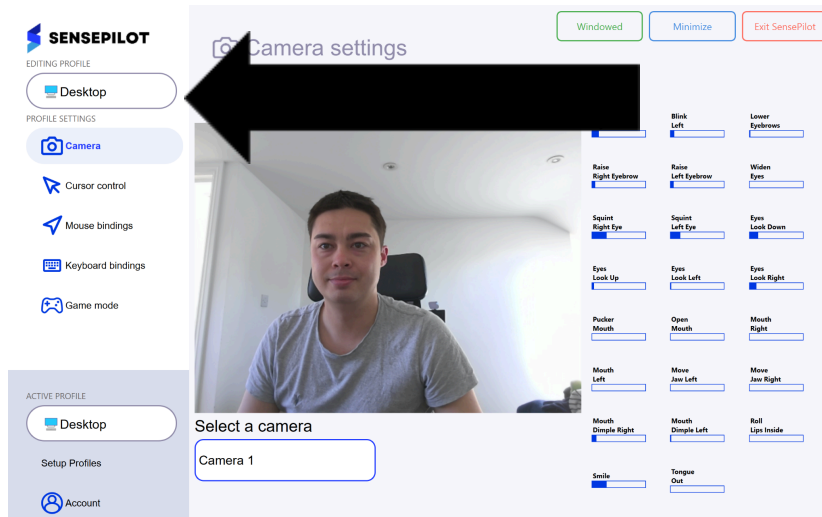 SENSEPILOT
EDITING PROFILE
Desktop
PROFILE SETTINGS
Camera
Cursor control
Mouse bindings
Keyboard bindings
Game mode
ACTIVE PROFILE
Desktop
Setup Profiles
Account
Camera settings
Windowed
Minimize
Exit SensePilot
Select a camera
Camera 1
Blink
Left
Lower
Eyebrows
Raise
Right Eyebrow
Raise
Left Eyebrow
Widen
Eyes
Squint
Right Eye
Squint
Left Eye
Eyes
Look Down
Eyes
Look Up
Eyes
Look Left
Eyes
Look Right
Pucker
Mouth
Open
Mouth
Mouth
Right
Mouth
Left
Move
Jaw Left
Move
Jaw Right
Mouth
Dimple Right
Mouth
Dimple Left
Roll
Lips Inside
Smile
Tongue
Out